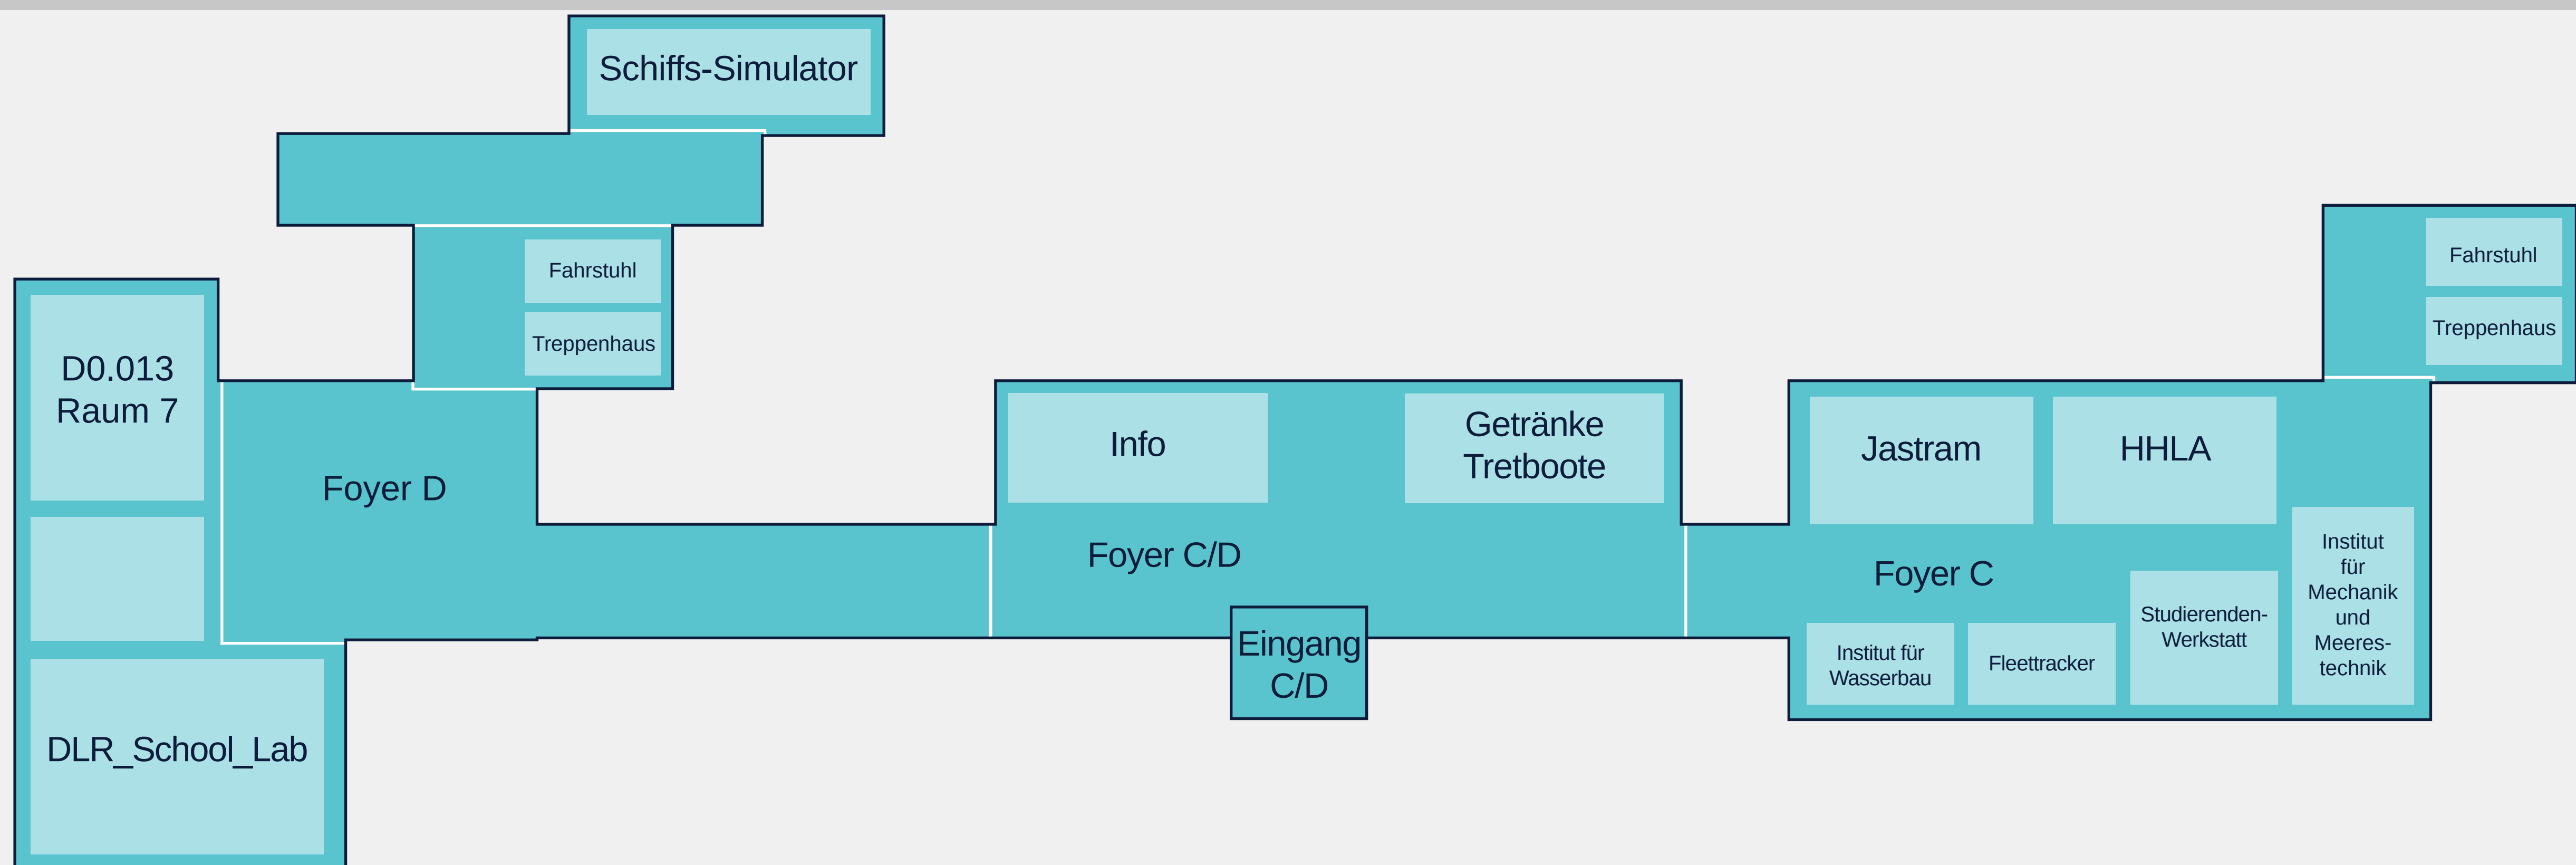 Schiffs-Simulator
Fahrstuhl
Treppenhaus
D0.013
Raum 7
Foyer D
DLR_School_Lab
Info
Getränke
Tretboote
Foyer C/D
Eingang
C/D
Jastram
HHLA
Foyer C
Institut für
Wasserbau
Fleettracker
Studierenden-
Werkstatt
Institut
für
Mechanik
und
Meeres-
technik
Fahrstuhl
Treppenhaus